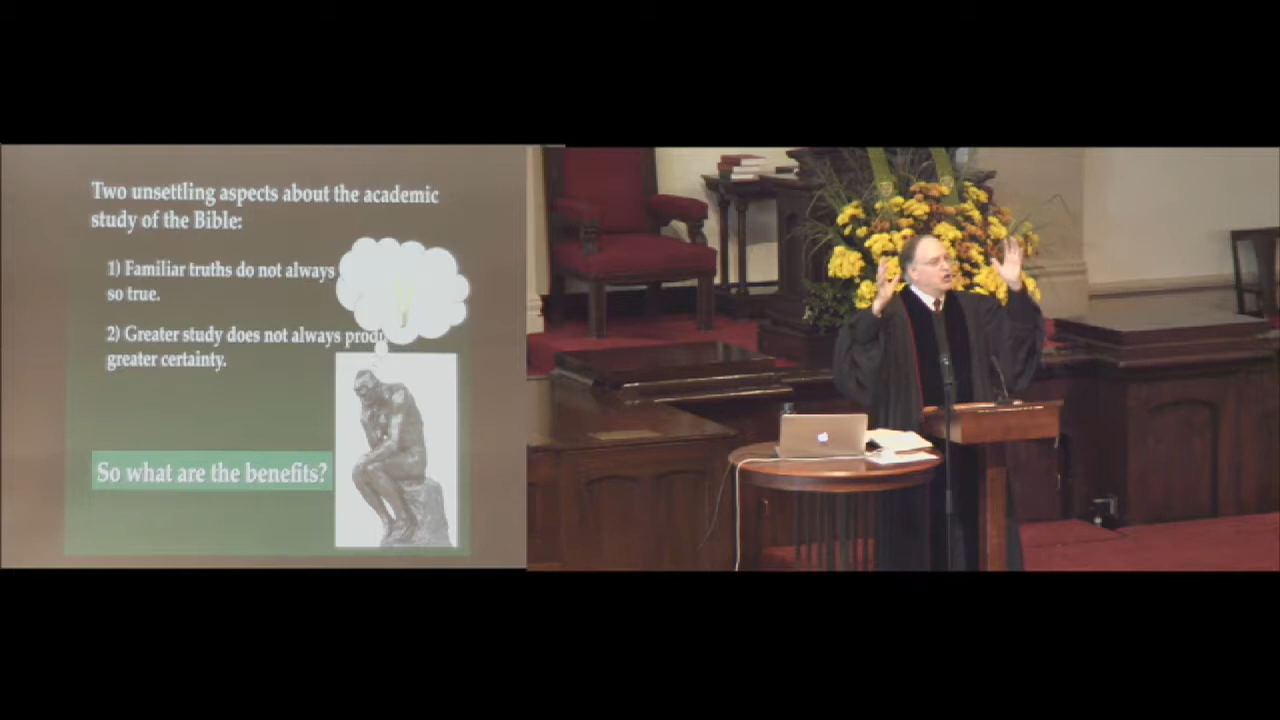 Two unsettling aspects about the academic
study of the Bible:
1) Familiar truths do not always
so true.
2) Greater study does not always
greater certainty.
So what are the benefits?